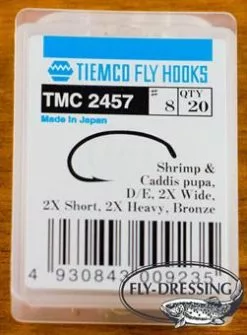 TIEMCO FLY HOOKS
TMC 2457
# 8
QTY 20
Made in Japan
Shrimp &
Caddis pupa,
D/E, 2X Wide,
2X Short, 2X Heavy, Bronze
4 930843 009235
FLY-DRESSING